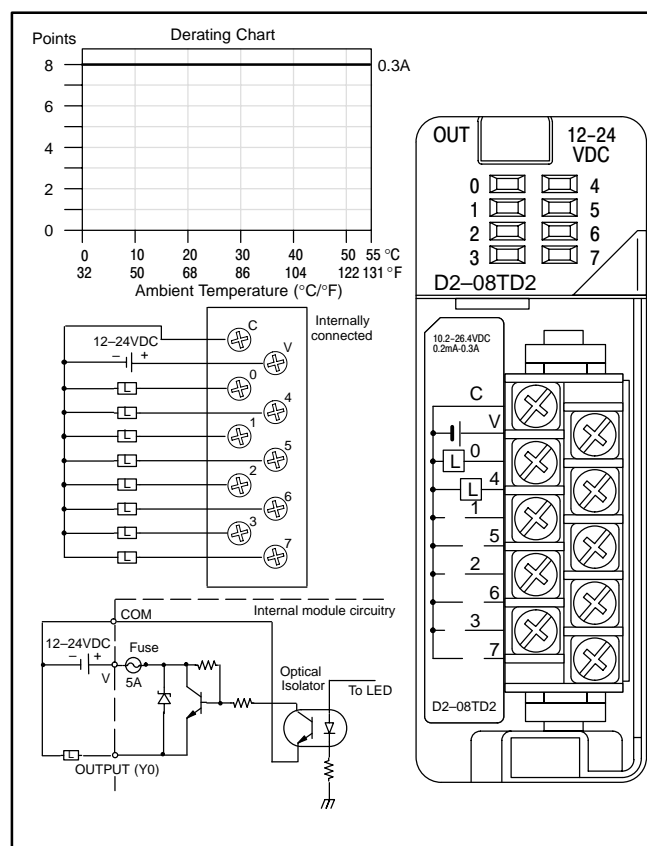 Points
Derating Chart
8
0.3A
6
4
2
0
0 10 20 30 40 50 55 °C
32 50 68 86 104 122 131 °F
Ambient Temperature (°C/°F)
Internally
connected
12–24VDC
– +
C
V
L 0
L 4
L 1
L 5
L 2
L 6
L 3
L 7
COM
Internal module circuitry
12–24VDC
– +
V
Fuse
5A
Optical
Isolator
To LED
L
OUTPUT (Y0)
OUT
12–24
VDC
0 4
1 5
2 6
3 7
D2–08TD2
10.2-26.4VDC
0.2mA-0.3A
C
V
L 0
L 4
1
5
2
6
3
7
D2–08TD2